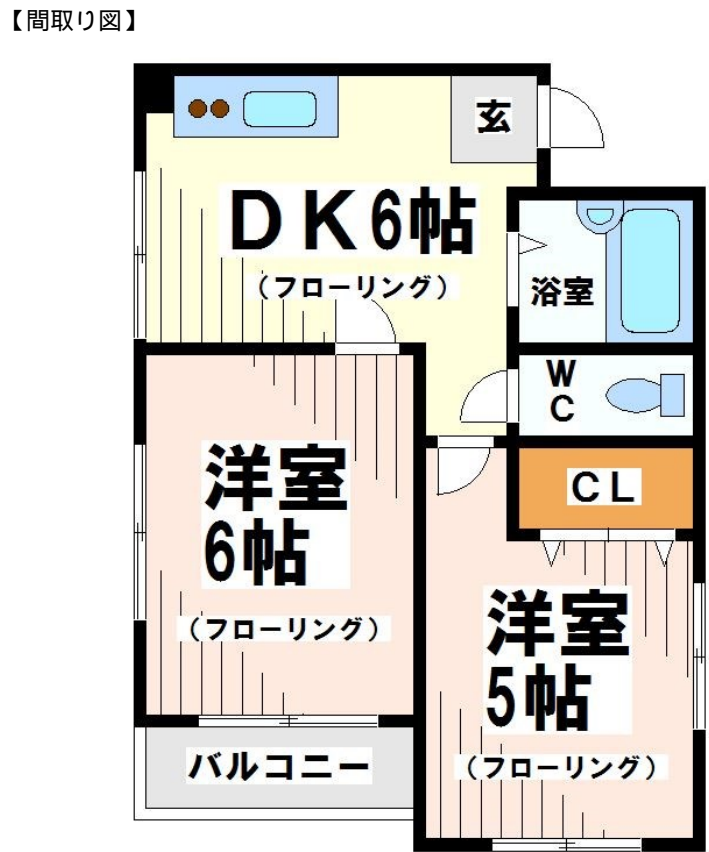 【間取り図】
玄
DK6帖
(フローリング)
浴室
W
C
洋室
6帖
(フローリング)
CL
洋室
5帖
(フローリング)
バルコニー